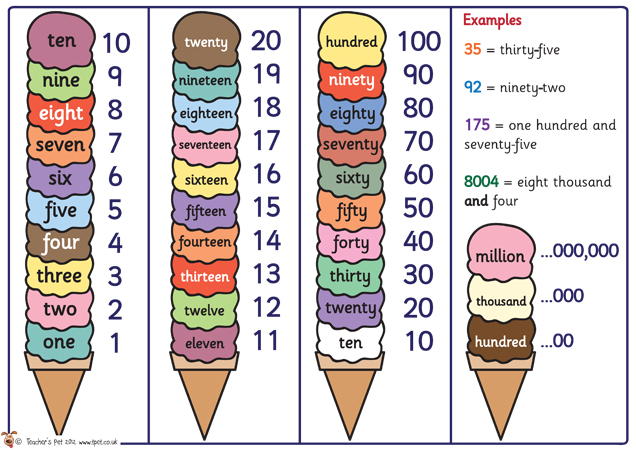 ten 10
nine 9
eight 8
seven 7
six 6
five 5
four 4
three 3
two 2
one 1
twenty 20
nineteen 19
eighteen 18
seventeen 17
sixteen 16
fifteen 15
fourteen 14
thirteen 13
twelve 12
eleven 11
hundred 100
ninety 90
eighty 80
seventy 70
sixty 60
fifty 50
forty 40
thirty 30
twenty 20
ten 10
Examples
35 = thirty-five
92 = ninety-two
175 = one hundred and
seventy-five
8004 = eight thousand
and four
million ...000,000
thousand ...000
hundred ...00
© Teacher's Pet 2012 www.tpet.co.uk